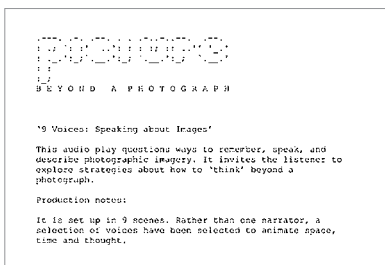 BEYOND A PHOTOGRAPH
'9 Voices: Speaking about Images'
This audio play questions ways to remember, speak, and
describe photographic imagery. It invites the listener to
explore strategies about how to 'think' beyond a
photograph.
Production notes:
It is set up in 9 scenes. Rather than one narrator, a
selection of voices have been selected to animate space,
time and thought.